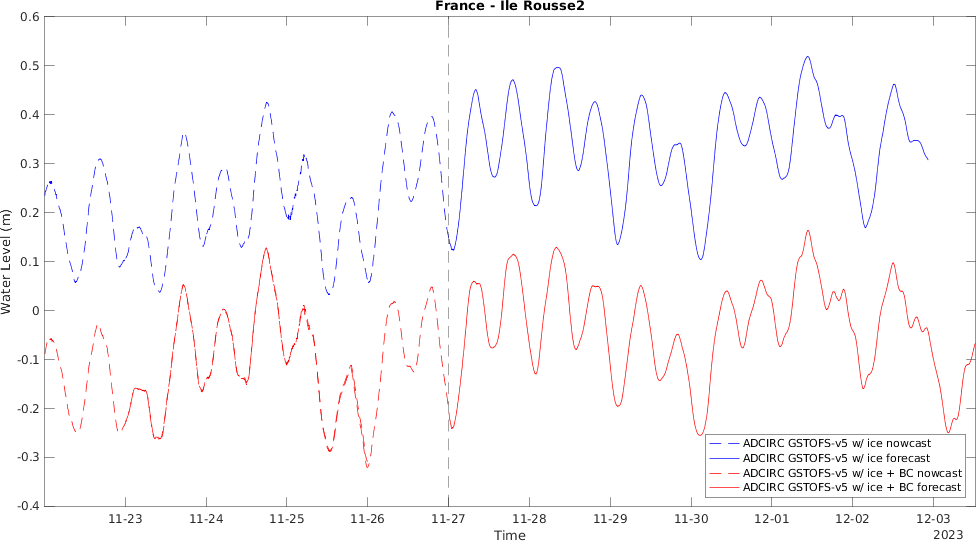 France - Ile Rousse2
Water Level (m)
0.6
0.5
0.4
0.3
0.2
0.1
0
-0.1
-0.2
-0.3
-0.4
ADCIRC GSTOFS-v5 w/ ice nowcast
ADCIRC GSTOFS-v5 w/ ice forecast
ADCIRC GSTOFS-v5 w/ ice + BC nowcast
ADCIRC GSTOFS-v5 w/ ice + BC forecast
11-23 11-24 11-25 11-26 11-27 11-28 11-29 11-30 12-01 12-02 12-03
Time
2023